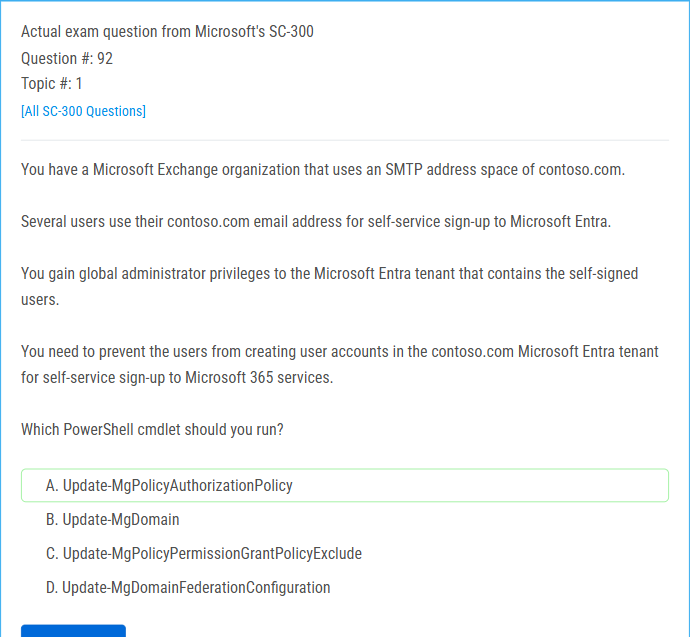 Actual exam question from Microsoft's SC-300
Question #: 92
Topic #: 1
[All SC-300 Questions]
You have a Microsoft Exchange organization that uses an SMTP address space of contoso.com.
Several users use their contoso.com email address for self-service sign-up to Microsoft Entra.
You gain global administrator privileges to the Microsoft Entra tenant that contains the self-signed
users.
You need to prevent the users from creating user accounts in the contoso.com Microsoft Entra tenant
for self-service sign-up to Microsoft 365 services.
Which PowerShell cmdlet should you run?
A. Update-MgPolicyAuthorizationPolicy
B. Update-MgDomain
C. Update-MgPolicyPermissionGrantPolicyExclude
D. Update-MgDomainFederationConfiguration